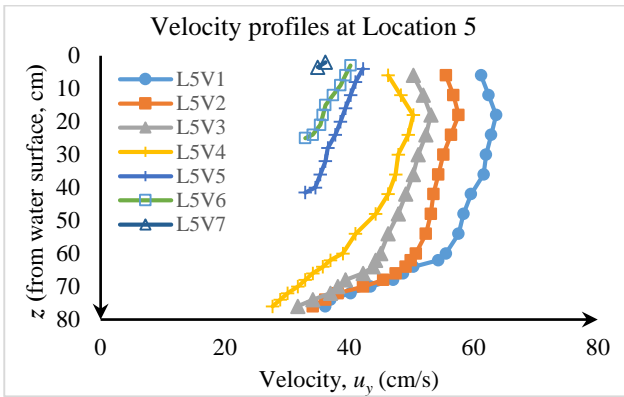 Velocity profiles at Location 5
0
10
20
30
40
50
60
70
80
z (from water surface, cm)
L5V1
L5V2
L5V3
L5V4
L5V5
L5V6
L5V7
0 20 40 60 80
Velocity, u_y (cm/s)